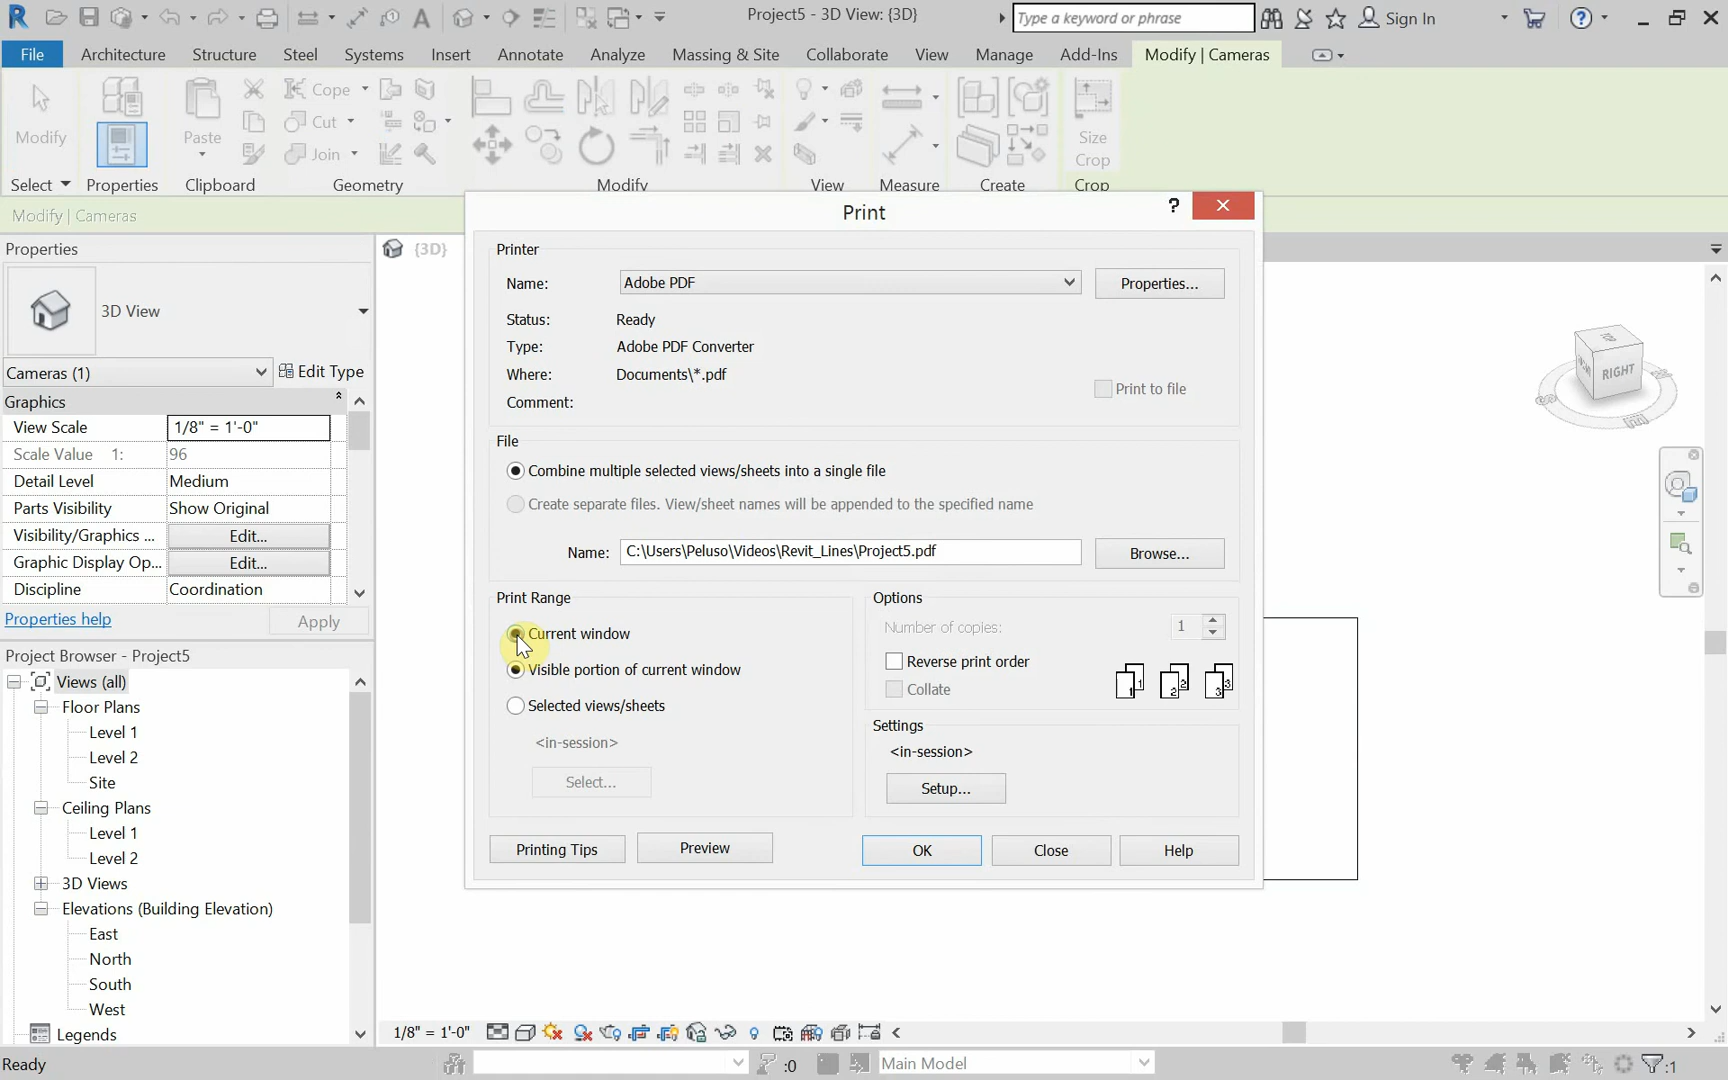 Project5 - 3D View: {3D}
Type a keyword or phrase
Sign In
File
Architecture
Structure
Steel
Systems
Insert
Annotate
Analyze
Massing & Site
Collaborate
View
Manage
Add-Ins
Modify | Cameras
Modify
Paste
Cope
Cut
Join
Size
Crop
Select
Properties
Clipboard
Geometry
Modify
View
Measure
Create
Crop
Modify | Cameras
Properties
3D View
Cameras (1)
Edit Type
Graphics
View Scale
1/8" = 1'-0"
Scale Value 1:
96
Detail Level
Medium
Parts Visibility
Show Original
Visibility/Graphics ...
Edit...
Graphic Display Op...
Edit...
Discipline
Coordination
Properties help
Apply
Project Browser - Project5
Views (all)
Floor Plans
Level 1
Level 2
Site
Ceiling Plans
Level 1
Level 2
3D Views
Elevations (Building Elevation)
East
North
South
West
Legends
{3D}
Print
?
Printer
Name:
Adobe PDF
Properties...
Status:
Ready
Type:
Adobe PDF Converter
Where:
Documents\*.pdf
Comment:
Print to file
File
Combine multiple selected views/sheets into a single file
Create separate files. View/sheet names will be appended to the specified name
Name:
C:\Users\Peluso\Videos\Revit_Lines\Project5.pdf
Browse...
Print Range
Current window
Visible portion of current window
Selected views/sheets
<in-session>
Select...
Options
Number of copies:
1
Reverse print order
Collate
1 1
2 2
3 3
Settings
<in-session>
Setup...
Printing Tips
Preview
OK
Close
Help
RIGHT
1/8" = 1'-0"
Ready
:0
Main Model
:1